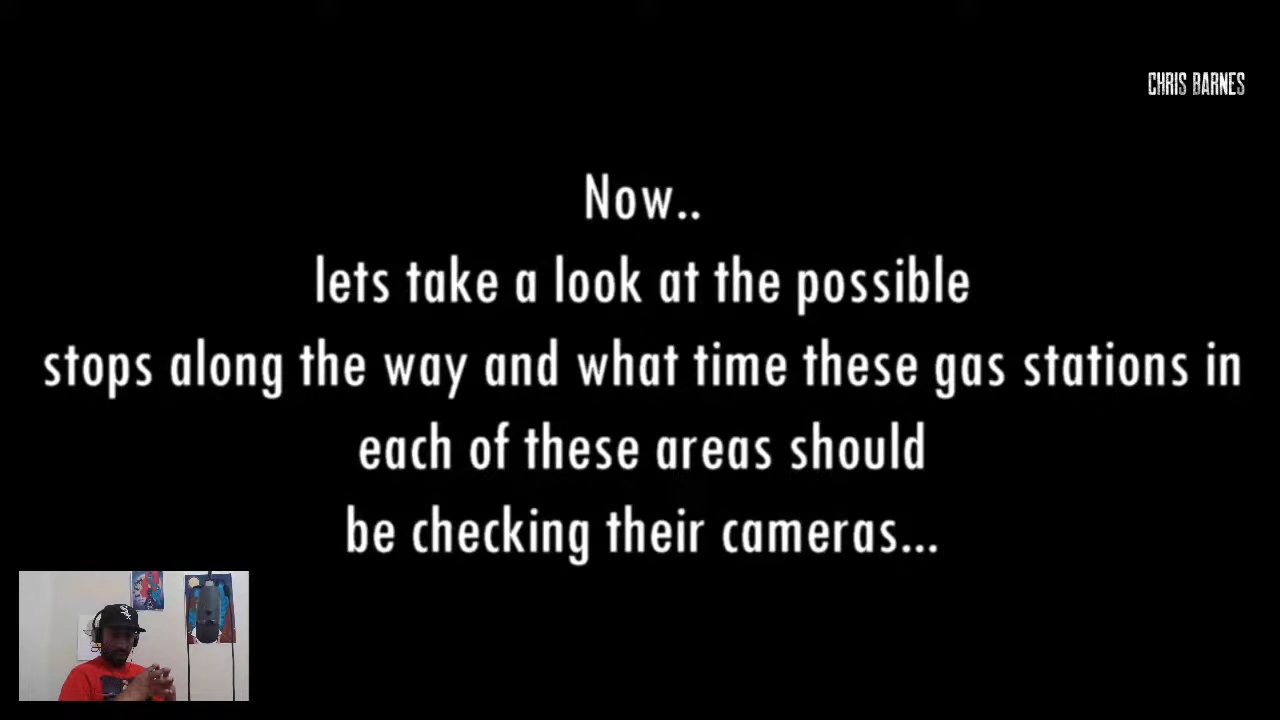 CHRIS BARNES
Now..
lets take a look at the possible
stops along the way and what time these gas stations in
each of these areas should
be checking their cameras...